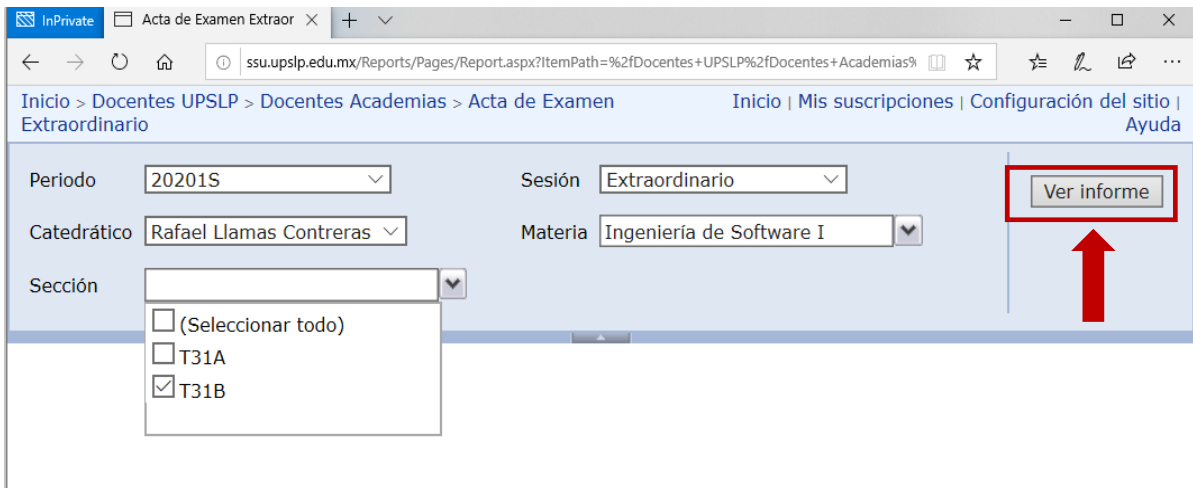 InPrivate
Acta de Examen Extraor
ssu.upslp.edu.mx/Reports/Pages/Report.aspx?ItemPath=%2fDocentes+UPSLP%2fDocentes+Academias%
Inicio > Docentes UPSLP > Docentes Academias > Acta de Examen
Extraordinario
Inicio | Mis suscripciones | Configuración del sitio |
Ayuda
Periodo 20201S Sesión Extraordinario
Ver informe
Catedrático Rafael Llamas Contreras Materia Ingeniería de Software I
Sección
(Seleccionar todo)
T31A
T31B